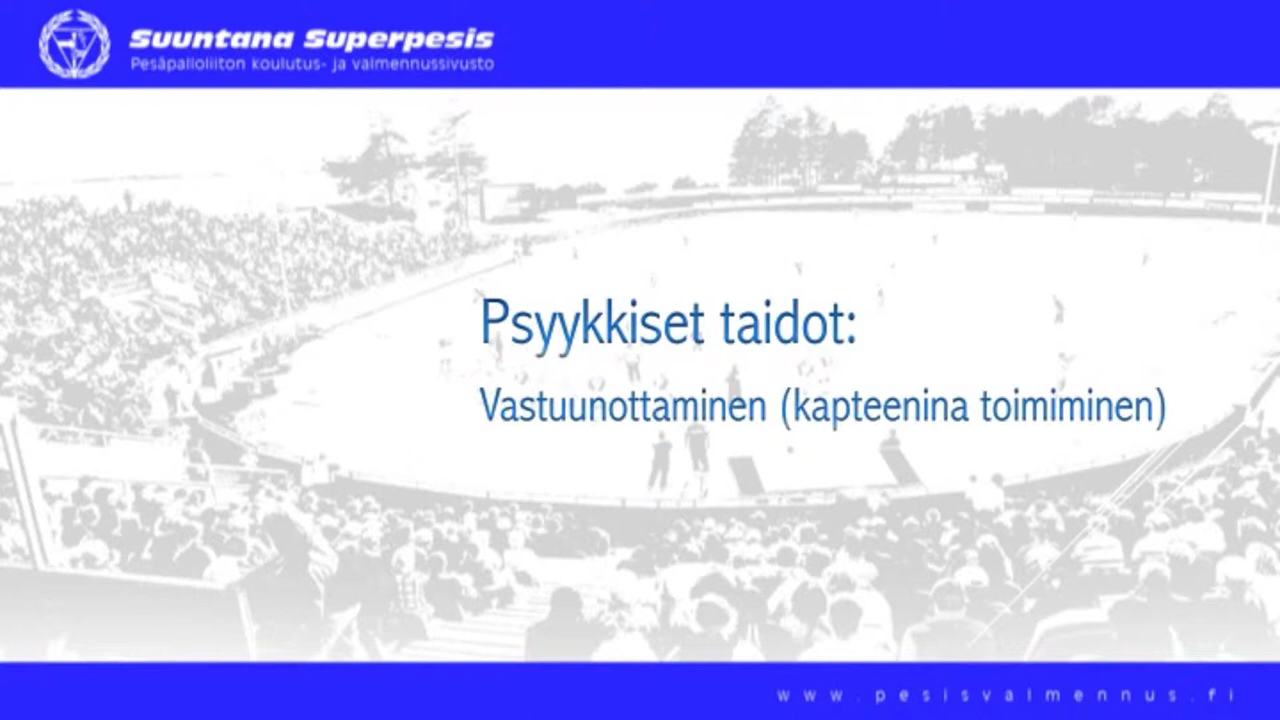 Suuntana Superpesis
Pesäpalloliiton koulutus- ja valmennussivusto
Psyykkiset taidot:
Vastuunottaminen (kapteenina toimiminen)
www.pesisvalmennus.fi